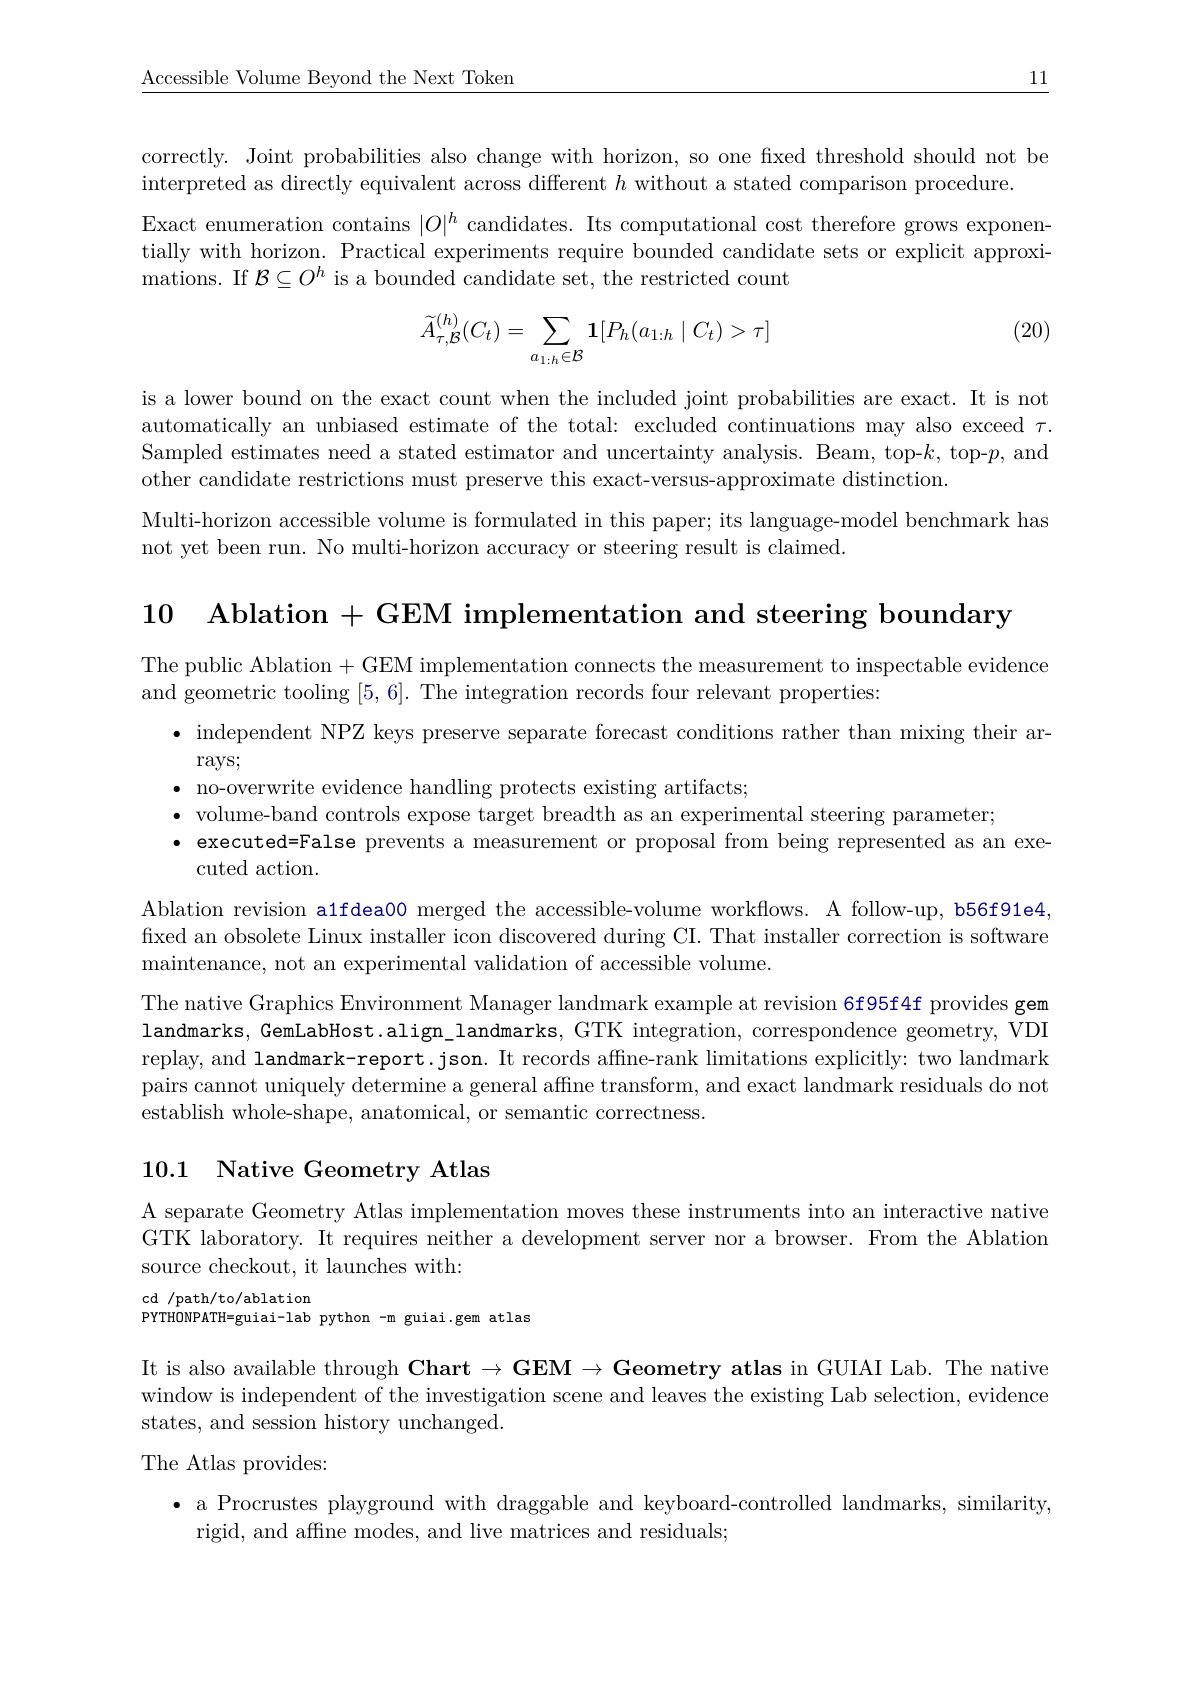 Accessible Volume Beyond the Next Token 11
correctly. Joint probabilities also change with horizon, so one fixed threshold should not be
interpreted as directly equivalent across different h without a stated comparison procedure.
Exact enumeration contains |O|^h candidates. Its computational cost therefore grows exponen-
tially with horizon. Practical experiments require bounded candidate sets or explicit approxi-
mations. If ℬ ⊆ O^h is a bounded candidate set, the restricted count
Ã^{(h)}_{τ,ℬ}(C_t) = ∑_{a_{1:h}∈ℬ} 𝟏[P_h(a_{1:h} | C_t) > τ] (20)
is a lower bound on the exact count when the included joint probabilities are exact. It is not
automatically an unbiased estimate of the total: excluded continuations may also exceed τ.
Sampled estimates need a stated estimator and uncertainty analysis. Beam, top-k, top-p, and
other candidate restrictions must preserve this exact-versus-approximate distinction.
Multi-horizon accessible volume is formulated in this paper; its language-model benchmark has
not yet been run. No multi-horizon accuracy or steering result is claimed.
10 Ablation + GEM implementation and steering boundary
The public Ablation + GEM implementation connects the measurement to inspectable evidence
and geometric tooling [5, 6]. The integration records four relevant properties:
• independent NPZ keys preserve separate forecast conditions rather than mixing their ar-
rays;
• no-overwrite evidence handling protects existing artifacts;
• volume-band controls expose target breadth as an experimental steering parameter;
• executed=False prevents a measurement or proposal from being represented as an exe-
cuted action.
Ablation revision a1fdea00 merged the accessible-volume workflows. A follow-up, b56f91e4,
fixed an obsolete Linux installer icon discovered during CI. That installer correction is software
maintenance, not an experimental validation of accessible volume.
The native Graphics Environment Manager landmark example at revision 6f95f4f provides gem
landmarks, GemLabHost.align_landmarks, GTK integration, correspondence geometry, VDI
replay, and landmark-report.json. It records affine-rank limitations explicitly: two landmark
pairs cannot uniquely determine a general affine transform, and exact landmark residuals do not
establish whole-shape, anatomical, or semantic correctness.
10.1 Native Geometry Atlas
A separate Geometry Atlas implementation moves these instruments into an interactive native
GTK laboratory. It requires neither a development server nor a browser. From the Ablation
source checkout, it launches with:
cd /path/to/ablation
PYTHONPATH=guiai-lab python -m guiai.gem atlas
It is also available through Chart → GEM → Geometry atlas in GUIAI Lab. The native
window is independent of the investigation scene and leaves the existing Lab selection, evidence
states, and session history unchanged.
The Atlas provides:
• a Procrustes playground with draggable and keyboard-controlled landmarks, similarity,
rigid, and affine modes, and live matrices and residuals;